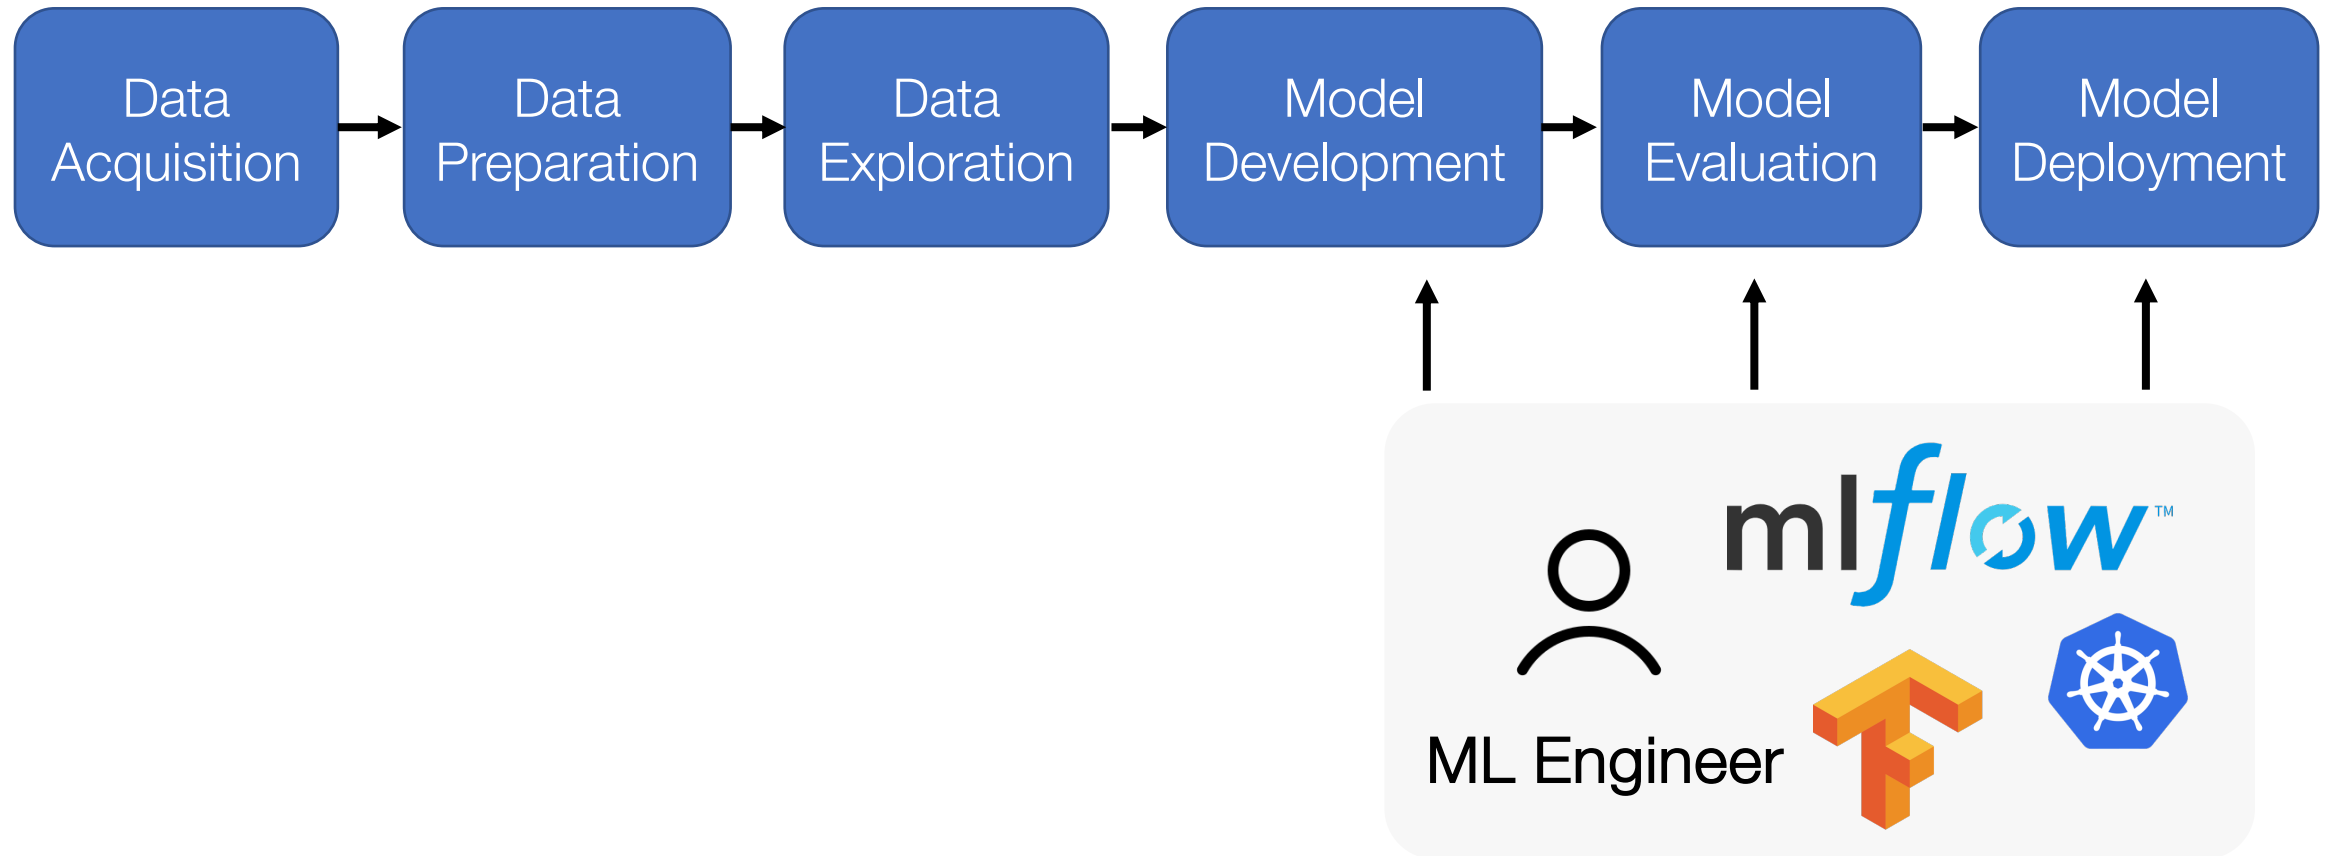 Data
Acquisition
Data
Preparation
Data
Exploration
Model
Development
Model
Evaluation
Model
Deployment
mlflow™
ML Engineer